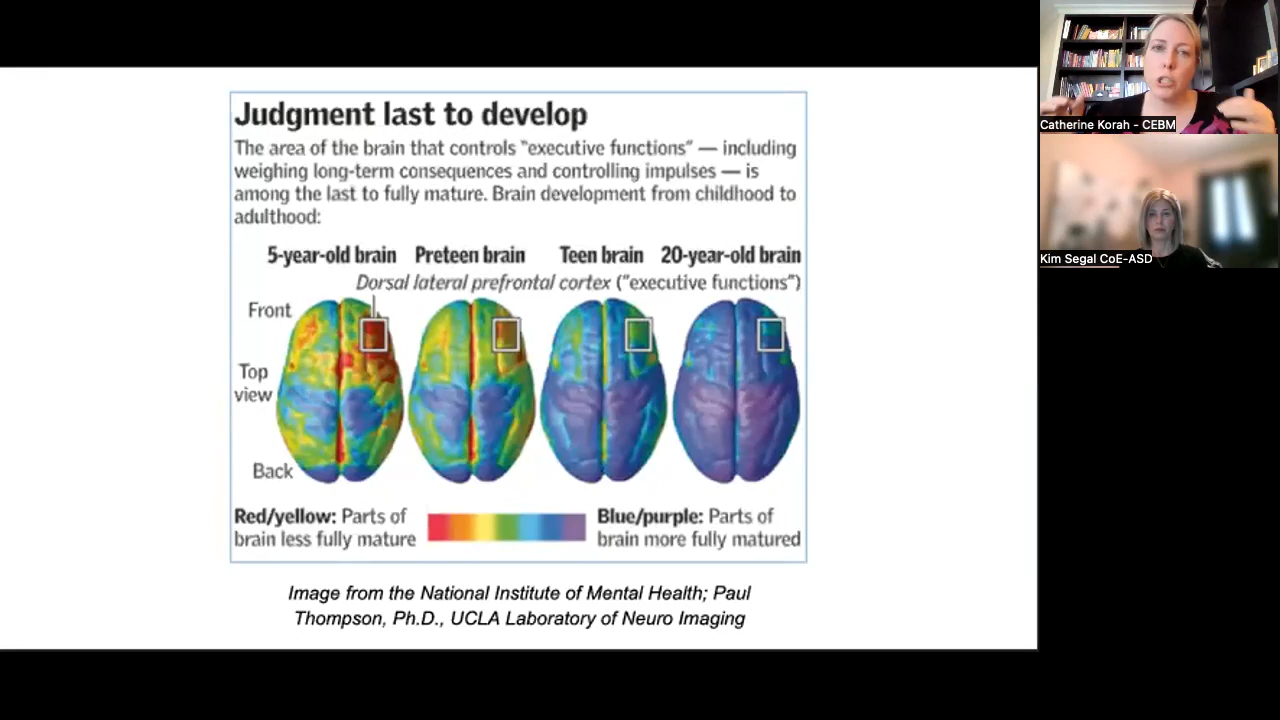 Judgment last to develop
The area of the brain that controls "executive functions" — including
weighing long-term consequences and controlling impulses — is
among the last to fully mature. Brain development from childhood to
adulthood:
5-year-old brain Preteen brain Teen brain 20-year-old brain
Dorsal lateral prefrontal cortex ("executive functions")
Front
Top
view
Back
Red/yellow: Parts of
brain less fully mature
Blue/purple: Parts of
brain more fully matured
Image from the National Institute of Mental Health; Paul
Thompson, Ph.D., UCLA Laboratory of Neuro Imaging
Catherine Korah - CEBM
Kim Segal CoE-ASD